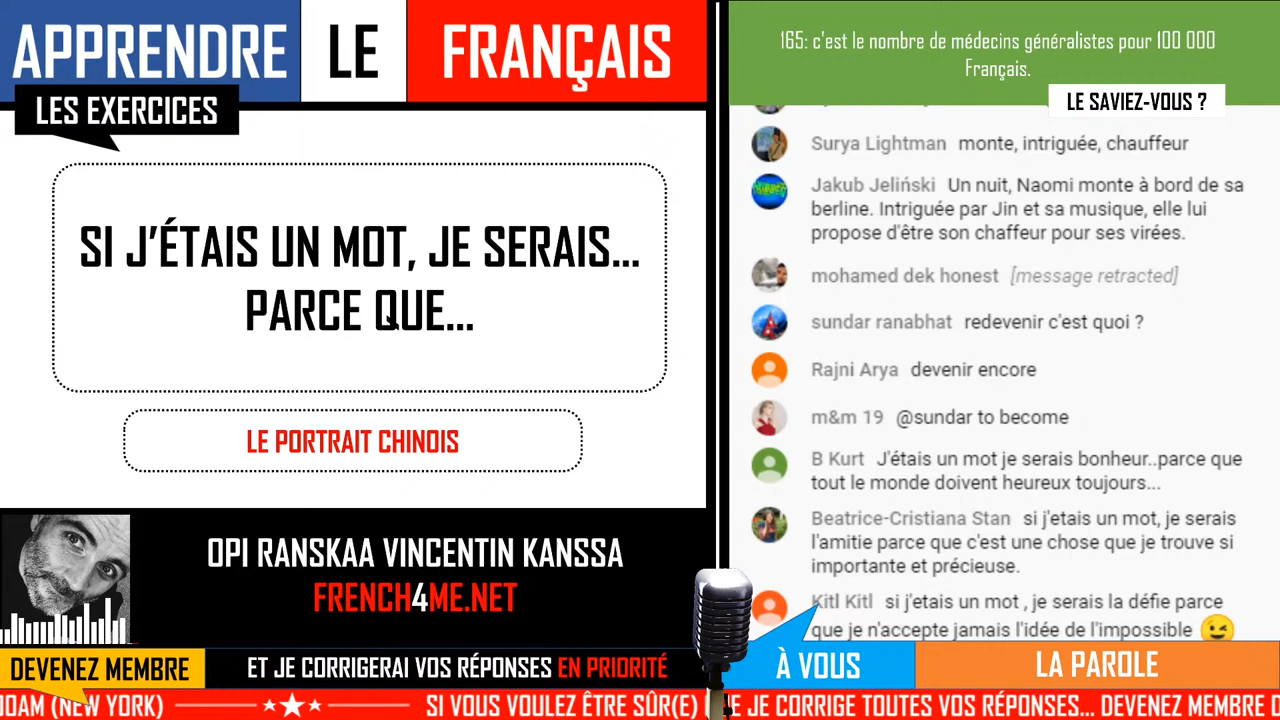 APPRENDRE LE FRANÇAIS
LES EXERCICES
SI J'ÉTAIS UN MOT, JE SERAIS...
PARCE QUE...
LE PORTRAIT CHINOIS
OPI RANSKAA VINCENTIN KANSSA
FRENCH4ME.NET
DEVENEZ MEMBRE
ET JE CORRIGERAI VOS RÉPONSES EN PRIORITÉ
165: c'est le nombre de médecins généralistes pour 100 000
Français.
LE SAVIEZ-VOUS ?
Surya Lightman monte, intriguée, chauffeur
Jakub Jeliński Un nuit, Naomi monte à bord de sa
berline. Intriguée par Jin et sa musique, elle lui
propose d'être son chauffeur pour ses virées.
mohamed dek honest [message retracted]
sundar ranabhat redevenir c'est quoi ?
Rajni Arya devenir encore
m&m 19 @sundar to become
B Kurt J'étais un mot je serais bonheur..parce que
tout le monde doivent heureux toujours...
Beatrice-Cristiana Stan si j'etais un mot, je serais
l'amitie parce que c'est une chose que je trouve si
importante et précieuse.
Kitl Kitl si j'etais un mot , je serais la défie parce
que je n'accepte jamais l'idée de l'impossible 😉
À VOUS
LA PAROLE
(NEW YORK) SI VOUS VOULEZ ÊTRE SÛR(E) JE CORRIGE TOUTES VOS RÉPONSES... DEVENEZ MEMBRE